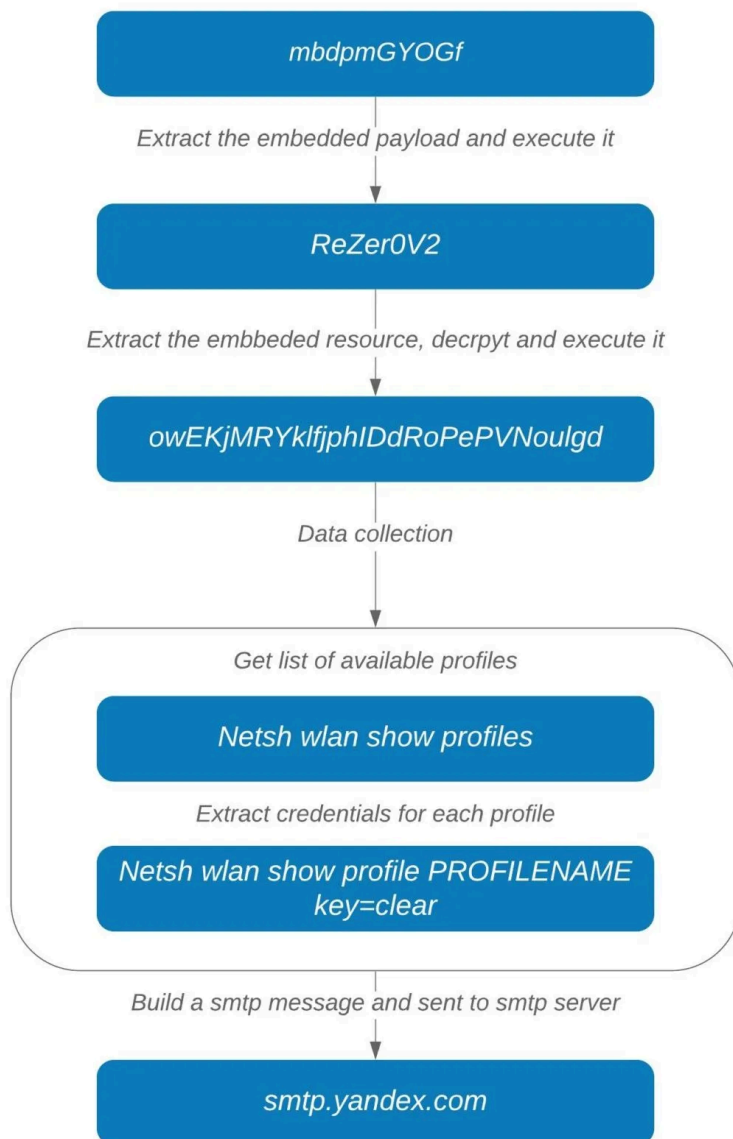 mbdpmGYOGf
Extract the embedded payload and execute it
ReZer0V2
Extract the embbeded resource, decrpyt and execute it
owEKjMRYklfjphIDdRoPePVNoulgd
Data collection
Get list of available profiles
Netsh wlan show profiles
Extract credentials for each profile
Netsh wlan show profile PROFILENAME
key=clear
Build a smtp message and sent to smtp server
smtp.yandex.com